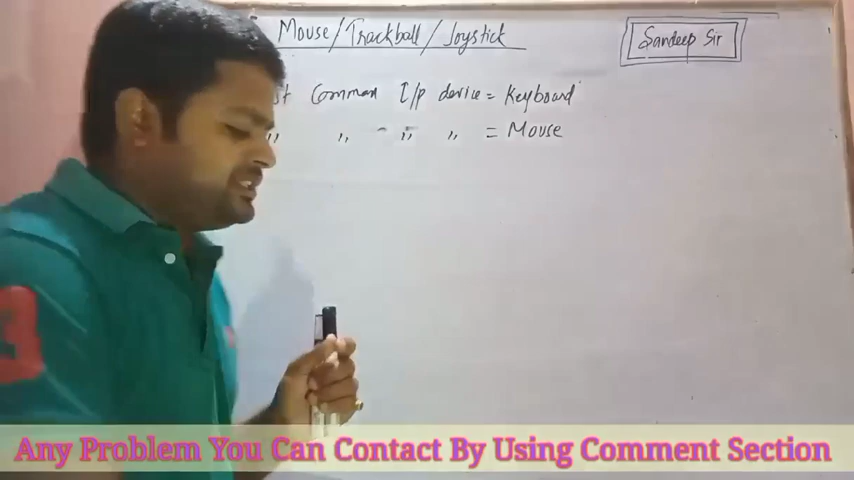 Mouse/Trackball/Joystick
Sandeep Sir
Common I/p device = Keyboard
,, ,, ,, ,, = Mouse
Any Problem You Can Contact By Using Comment Section